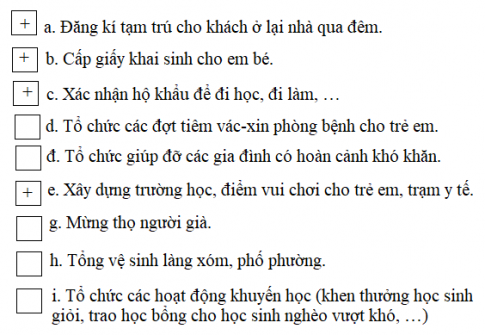 + a. Đăng kí tạm trú cho khách ở lại nhà qua đêm.
+ b. Cấp giấy khai sinh cho em bé.
+ c. Xác nhận hộ khẩu để đi học, đi làm, …
d. Tổ chức các đợt tiêm vác-xin phòng bệnh cho trẻ em.
đ. Tổ chức giúp đỡ các gia đình có hoàn cảnh khó khăn.
+ e. Xây dựng trường học, điểm vui chơi cho trẻ em, trạm y tế.
g. Mừng thọ người già.
h. Tổng vệ sinh làng xóm, phố phường.
i. Tổ chức các hoạt động khuyến học (khen thưởng học sinh
giỏi, trao học bổng cho học sinh nghèo vượt khó, …)